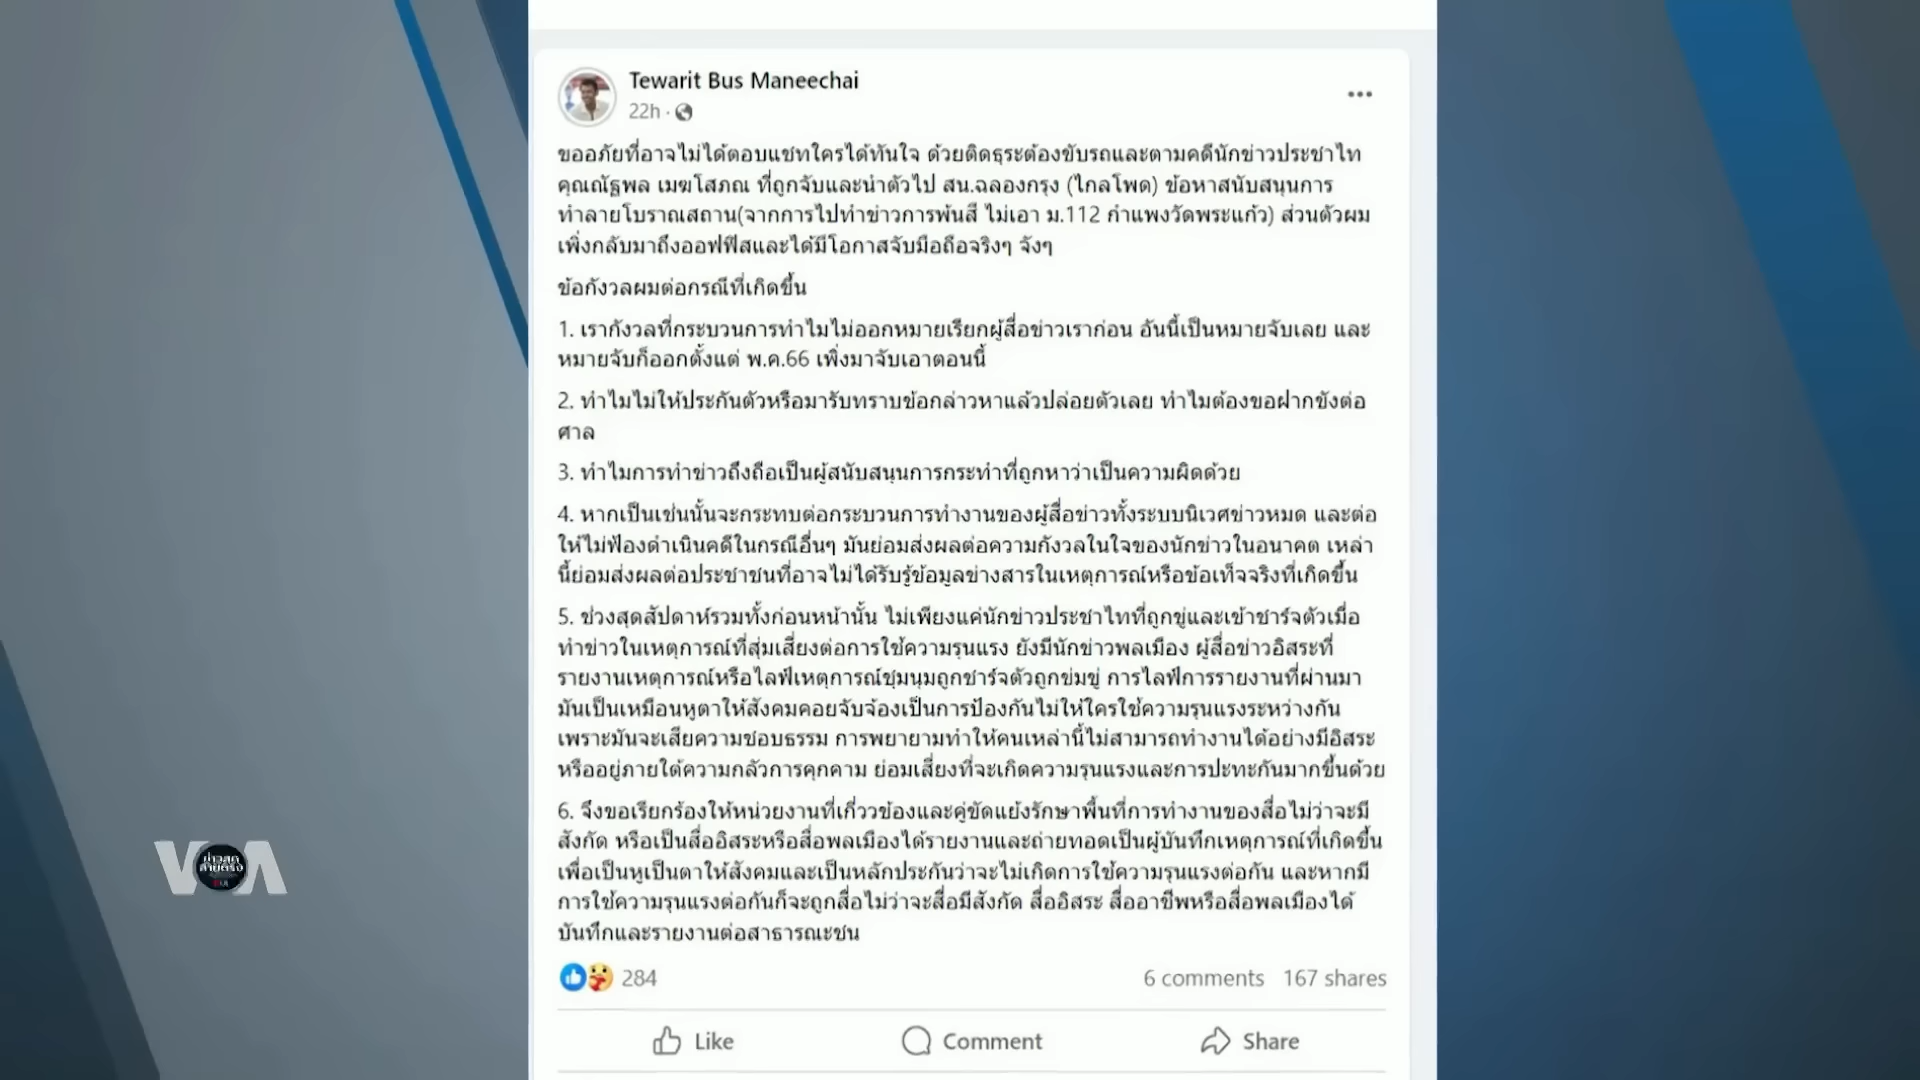 Tewarit Bus Maneechai
22h ·
ขออภัยที่อาจไม่ได้ตอบแชทใครได้ทันใจ ด้วยติดธุระต้องขับรถและตามคดีนักข่าวประชาไท
คุณณัฐพล เมฆโสภณ ที่ถูกจับและนำตัวไป สน.ฉลองกรุง (ไกลโพด) ข้อหาสนับสนุนการ
ทำลายโบราณสถาน(จากการไปทำข่าวการพ้นสี ไม่เอา ม.112 กำแพงวัดพระแก้ว) ส่วนตัวผม
เพิ่งกลับมาถึงออฟฟิสและได้มีโอกาสจับมือถือจริงๆ จังๆ
ข้อกังวลผมต่อกรณีที่เกิดขึ้น
1. เรากังวลที่กระบวนการทำไมไม่ออกหมายเรียกผู้สื่อข่าวเราก่อน อันนี้เป็นหมายจับเลย และ
หมายจับก็ออกตั้งแต่ พ.ค.66 เพิ่งมาจับเอาตอนนี้
2. ทำไมไม่ให้ประกันตัวหรือมารับทราบข้อกล่าวหาแล้วปล่อยตัวเลย ทำไมต้องขอฝากขังต่อ
ศาล
3. ทำไมการทำข่าวถึงถือเป็นผู้สนับสนุนการกระทำที่ถูกหาว่าเป็นความผิดด้วย
4. หากเป็นเช่นนั้นจะกระทบต่อกระบวนการทำงานของผู้สื่อข่าวทั้งระบบนิเวศข่าวหมด และต่อ
ให้ไม่ฟ้องดำเนินคดีในกรณีอื่นๆ มันย่อมส่งผลต่อความกังวลในใจของนักข่าวในอนาคต เหล่า
นี้ย่อมส่งผลต่อประชาชนที่อาจไม่ได้รับรู้ข้อมูลข่างสารในเหตุการณ์หรือข้อเท็จจริงที่เกิดขึ้น
5. ช่วงสุดสัปดาห์รวมทั้งก่อนหน้านั้น ไม่เพียงแค่นักข่าวประชาไทที่ถูกขู่และเข้าชาร์จตัวเมื่อ
ทำข่าวในเหตุการณ์ที่สุ่มเสี่ยงต่อการใช้ความรุนแรง ยังมีนักข่าวพลเมือง ผู้สื่อข่าวอิสระที่
รายงานเหตุการณ์หรือไลฟ์เหตุการณ์ชุมนุมถูกชาร์จตัวถูกข่มขู่ การไลฟ์การรายงานที่ผ่านมา
มันเป็นเหมือนหูตาให้สังคมคอยจับจ้องเป็นการป้องกันไม่ให้ใครใช้ความรุนแรงระหว่างกัน
เพราะมันจะเสียความชอบธรรม การพยายามทำให้คนเหล่านี้ไม่สามารถทำงานได้อย่างมีอิสระ
หรืออยู่ภายใต้ความกลัวการคุกคาม ย่อมเสี่ยงที่จะเกิดความรุนแรงและการปะทะกันมากขึ้นด้วย
6. จึงขอเรียกร้องให้หน่วยงานที่เกี่ววข้องและคู่ขัดแย้งรักษาพื้นที่การทำงานของสื่อไม่ว่าจะมี
สังกัด หรือเป็นสื่ออิสระหรือสื่อพลเมืองได้รายงานและถ่ายทอดเป็นผู้บันทึกเหตุการณ์ที่เกิดขึ้น
เพื่อเป็นหูเป็นตาให้สังคมและเป็นหลักประกันว่าจะไม่เกิดการใช้ความรุนแรงต่อกัน และหากมี
การใช้ความรุนแรงต่อกันก็จะถูกสื่อไม่ว่าจะสื่อมีสังกัด สื่ออิสระ สื่ออาชีพหรือสื่อพลเมืองได้
บันทึกและรายงานต่อสาธารณะชน
284
6 comments 167 shares
Like Comment Share
VOA
ข่าวสด
สายตรง